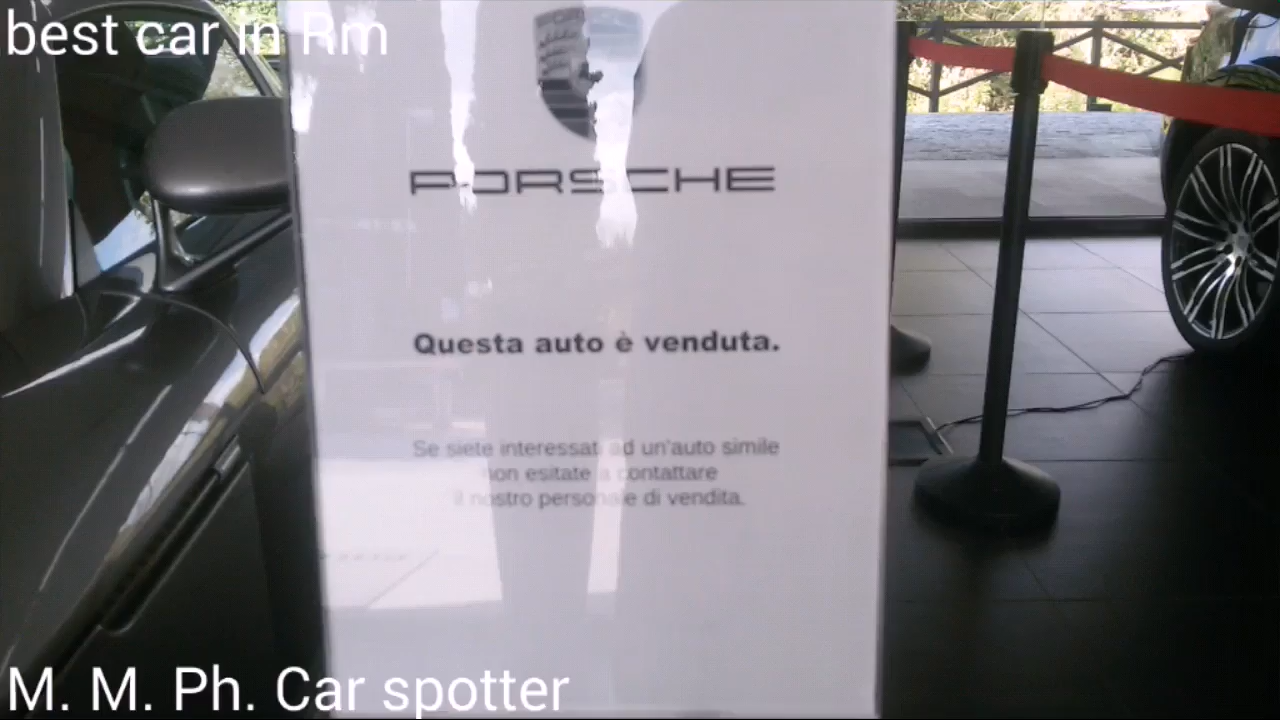 best car in Rm
PORSCHE
Questa auto è venduta.
Se siete interessati ad un'auto simile
non esitate a contattare
il nostro personale di vendita.
M. M. Ph. Car spotter